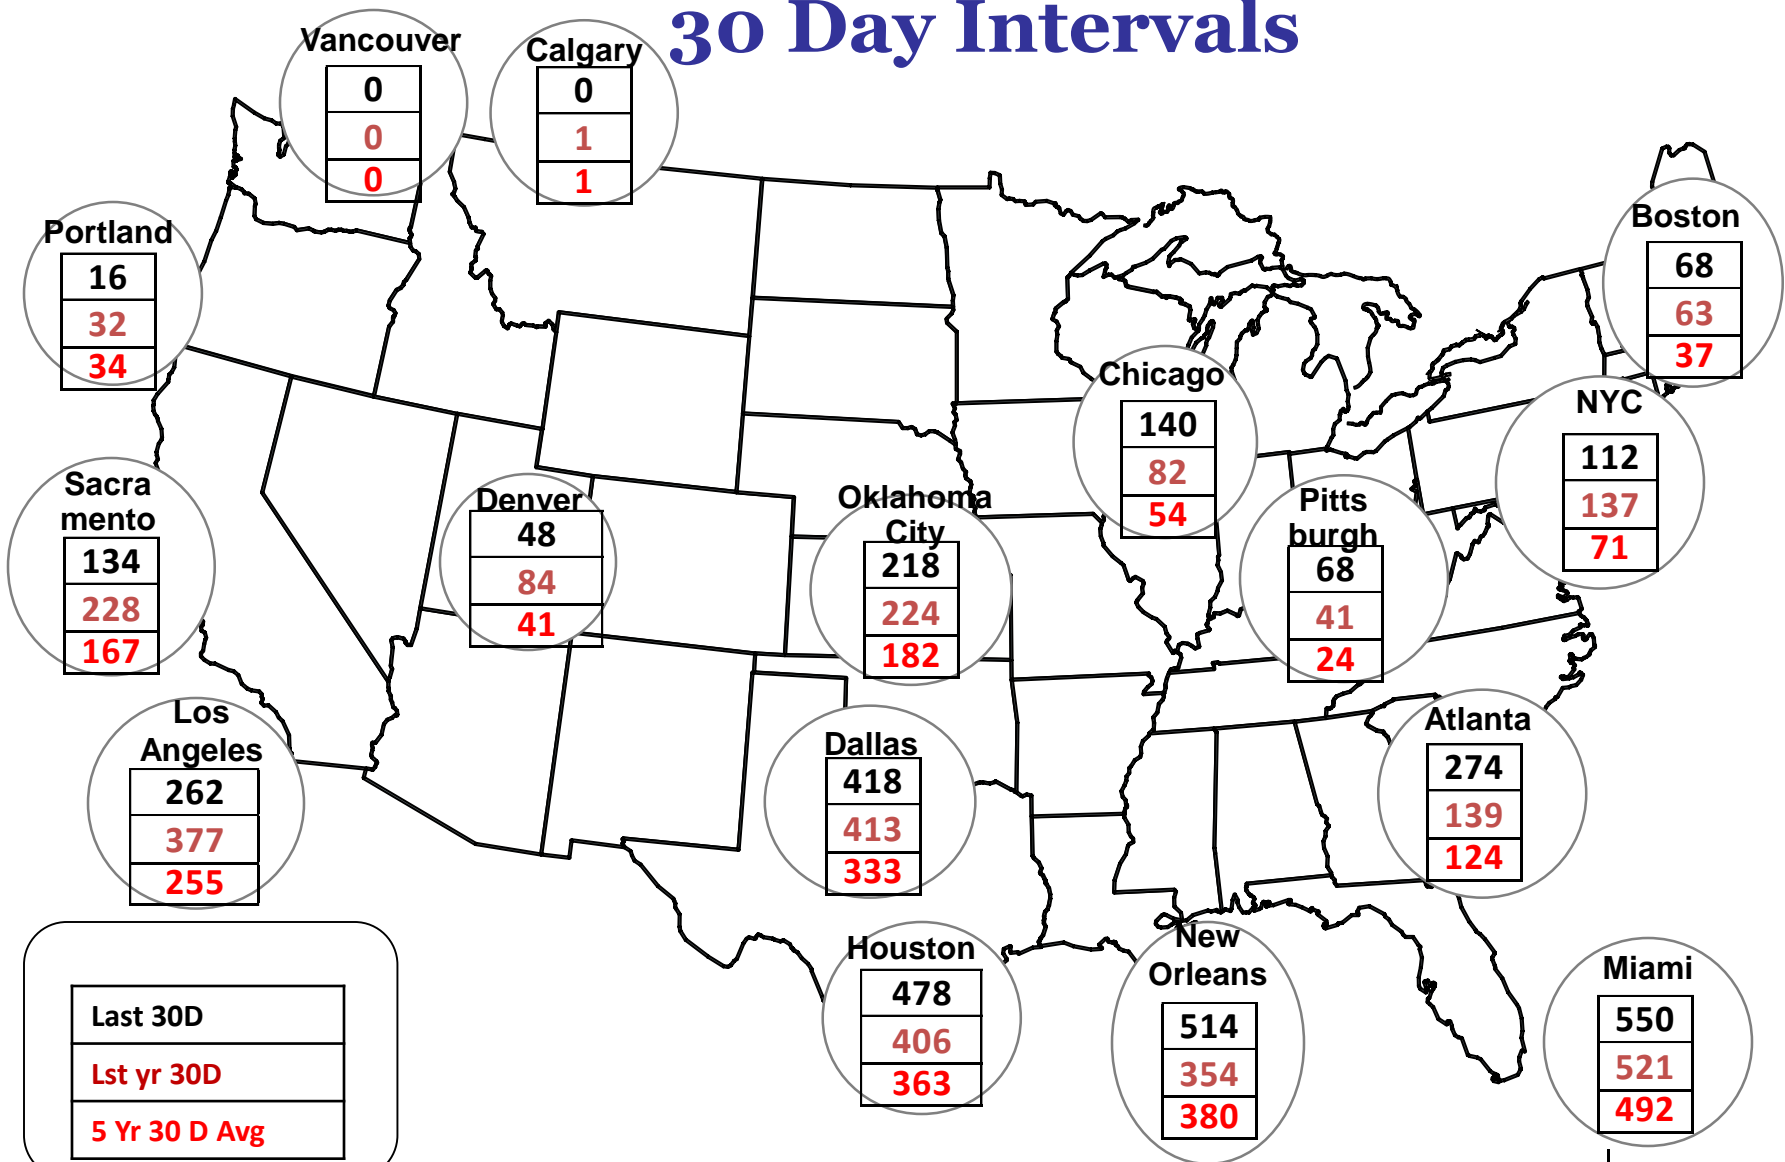 30 Day Intervals
Vancouver
0
0
0
Calgary
0
1
1
Portland
16
32
34
Boston
68
63
37
Chicago
140
82
54
NYC
112
137
71
Sacra
mento
134
228
167
Denver
48
84
41
Oklahoma
City
218
224
182
Pitts
burgh
68
41
24
Los
Angeles
262
377
255
Dallas
418
413
333
Atlanta
274
139
124
Houston
478
406
363
New
Orleans
514
354
380
Miami
550
521
492
Last 30D
Lst yr 30D
5 Yr 30 D Avg